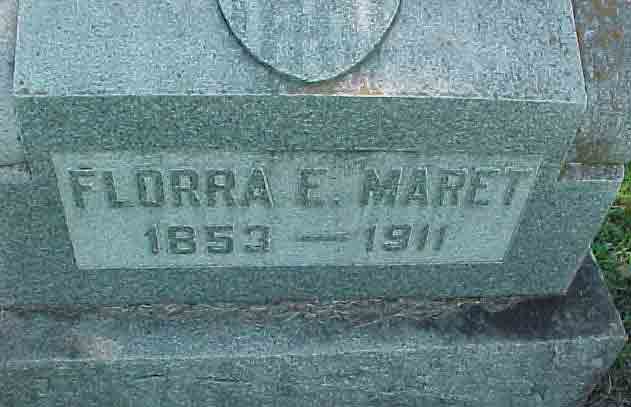 FLORRA E. MARET
1853 — 1911